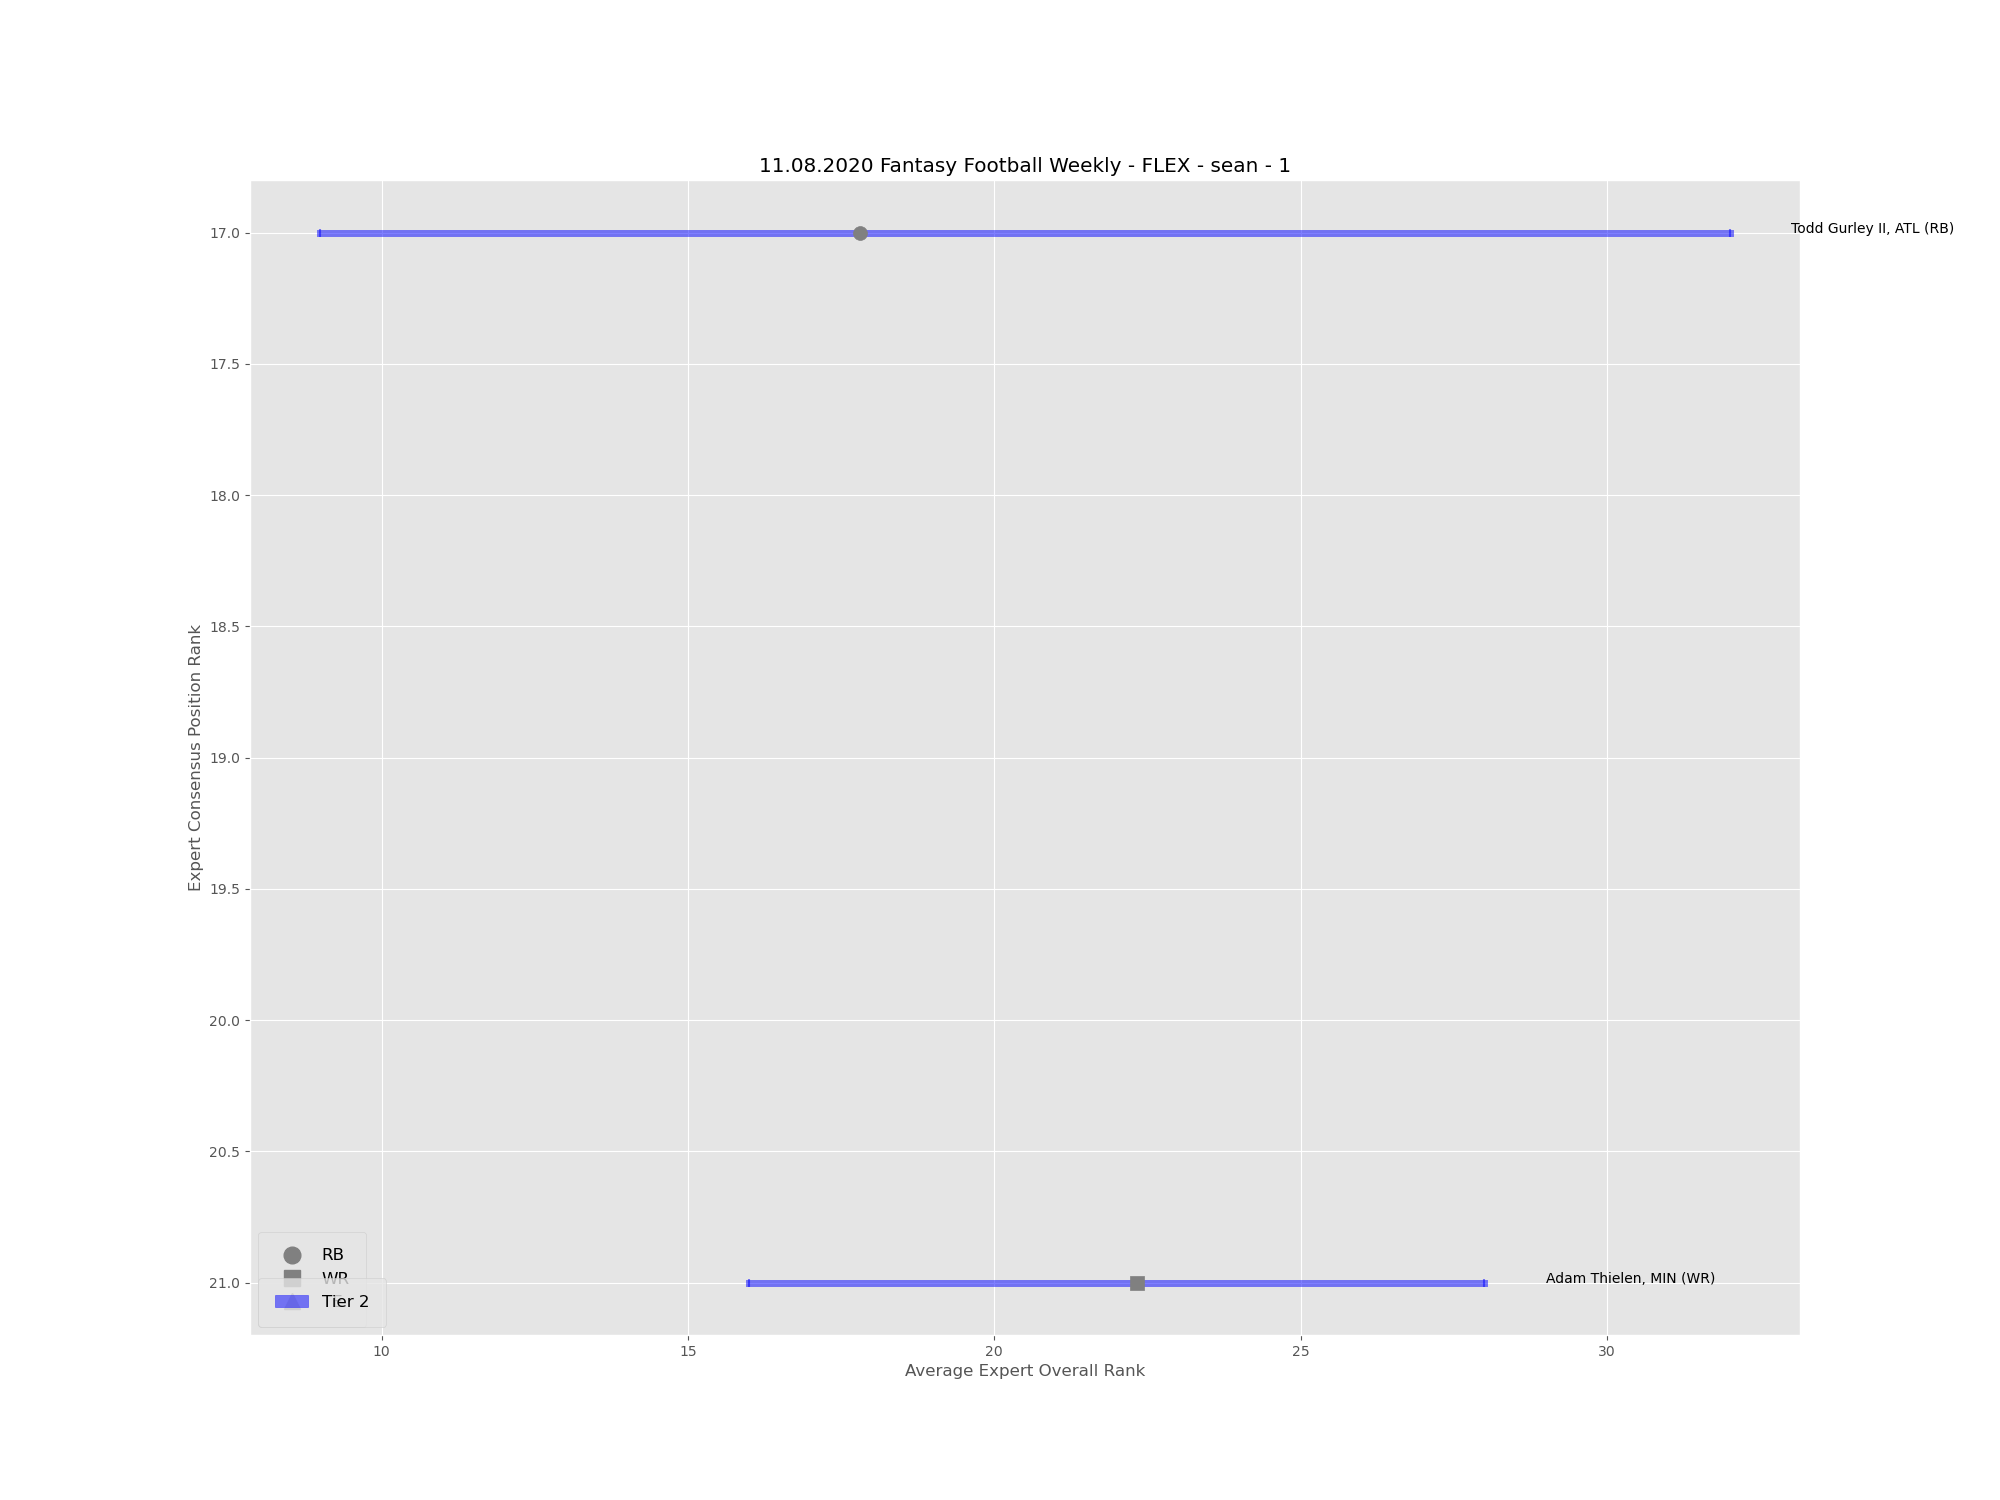 11.08.2020 Fantasy Football Weekly - FLEX - sean - 1
17.0
Todd Gurley II, ATL (RB)
17.5
18.0
18.5
19.0
19.5
20.0
20.5
21.0
Expert Consensus Position Rank
Adam Thielen, MIN (WR)
RB
WR
Tier 2
10
15
20
25
30
Average Expert Overall Rank